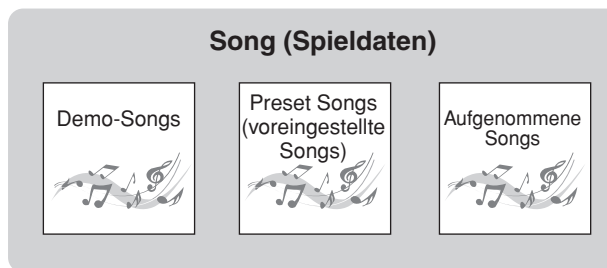 Song (Spieldaten)
Demo-Songs
Preset Songs
(voreingestellte
Songs)
Aufgenommene
Songs